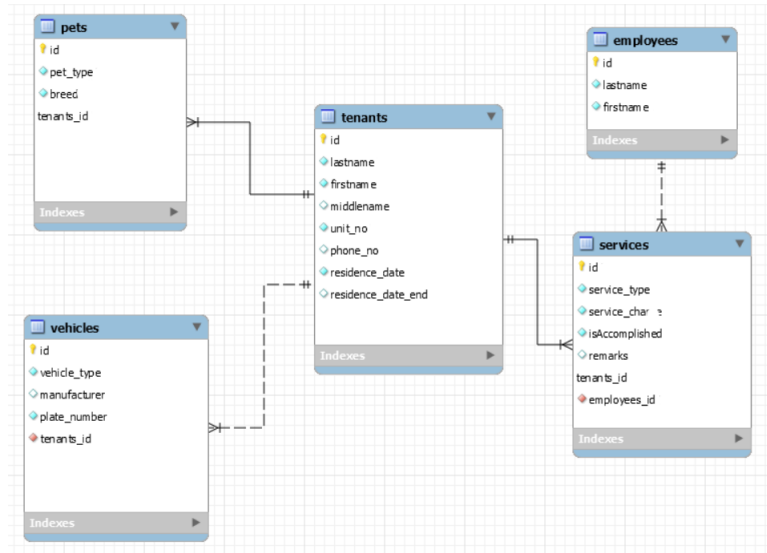 pets
id
pet_type
breed
tenants_id
Indexes
tenants
id
lastname
firstname
middlename
unit_no
phone_no
residence_date
residence_date_end
Indexes
employees
id
lastname
firstname
Indexes
services
id
service_type
isAccomplished
remarks
tenants_id
employees_id
Indexes
vehicles
id
vehicle_type
manufacturer
plate_number
tenants_id
Indexes